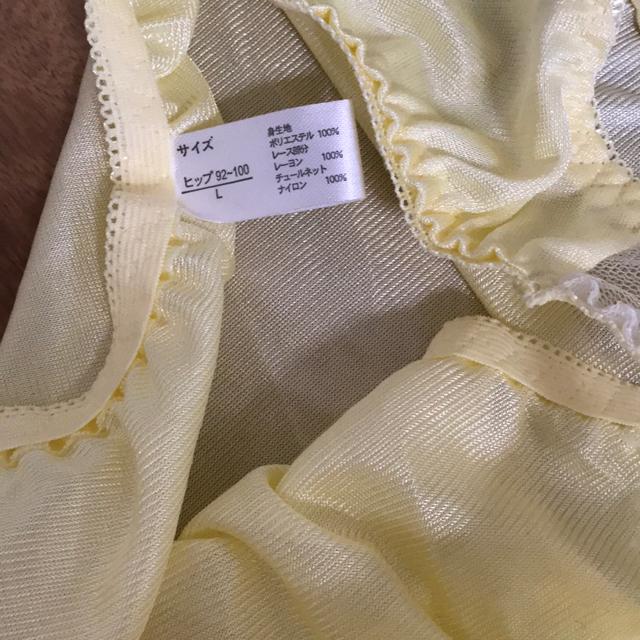 サイズ
ヒップ 92~100
L
身生地
ポリエステル 100%
レース部分
レーヨン 100%
チュールネット
ナイロン 100%